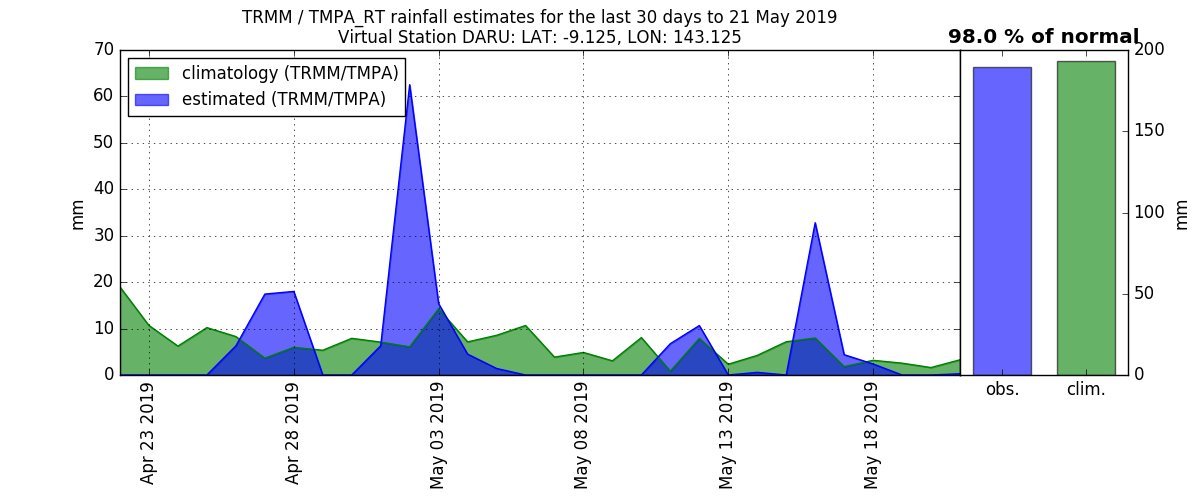 TRMM / TMPA_RT rainfall estimates for the last 30 days to 21 May 2019
Virtual Station DARU: LAT: -9.125, LON: 143.125
98.0 % of normal
climatology (TRMM/TMPA)
estimated (TRMM/TMPA)
70
60
50
40
30
20
10
0
mm
200
150
100
50
0
mm
Apr 23 2019
Apr 28 2019
May 03 2019
May 08 2019
May 13 2019
May 18 2019
obs.
clim.